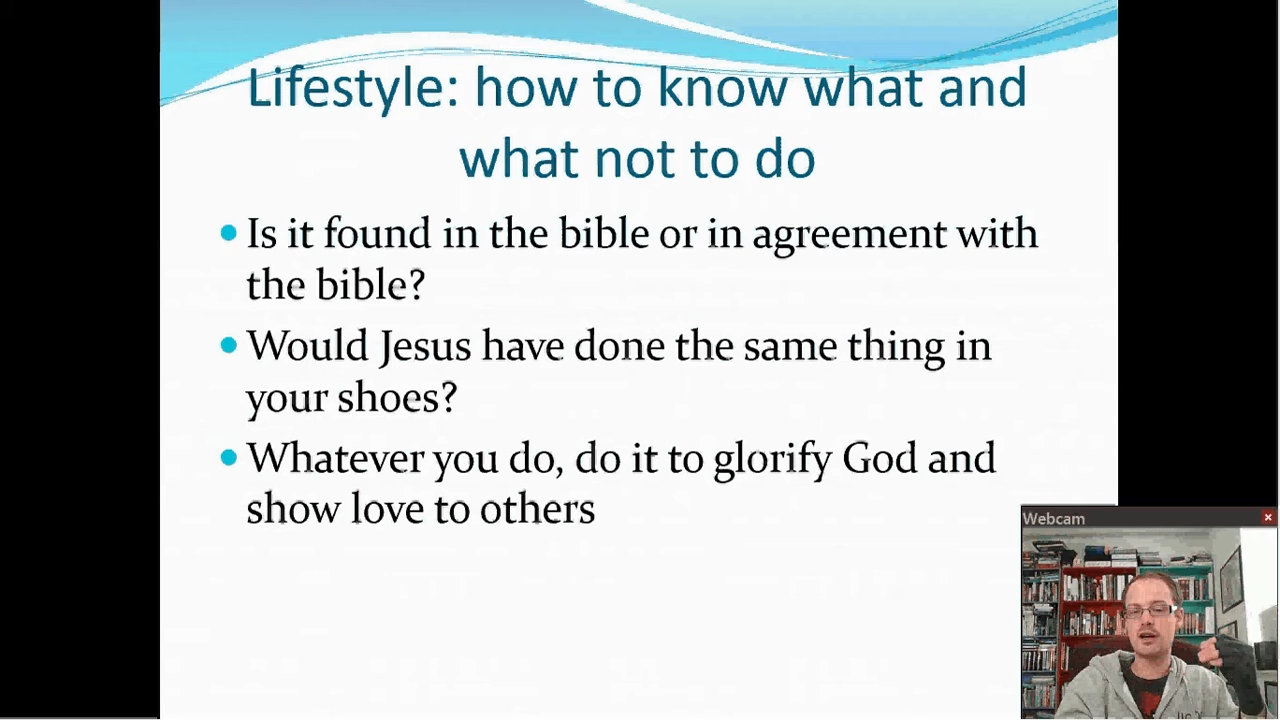 Lifestyle: how to know what and
what not to do
Is it found in the bible or in agreement with
the bible?
Would Jesus have done the same thing in
your shoes?
Whatever you do, do it to glorify God and
show love to others
Webcam